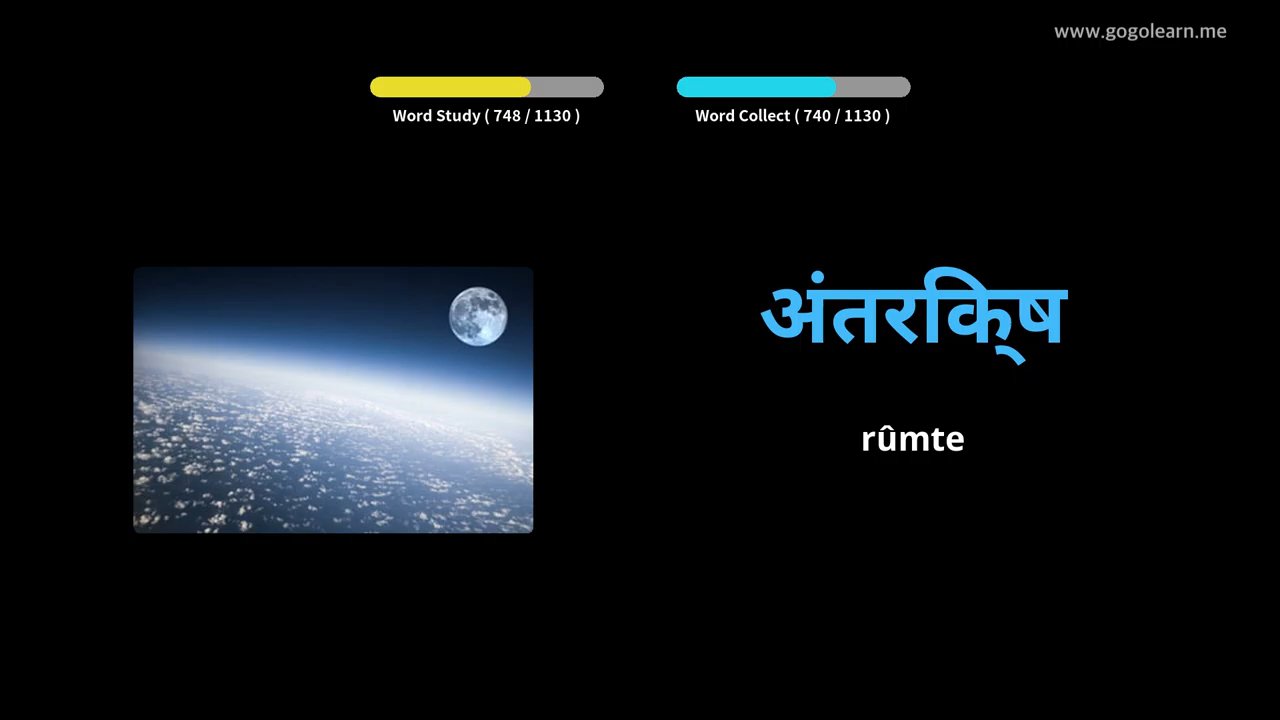 www.gogolearn.me
Word Study ( 748 / 1130 )
Word Collect ( 740 / 1130 )
अंतरकि्ष
rûmte